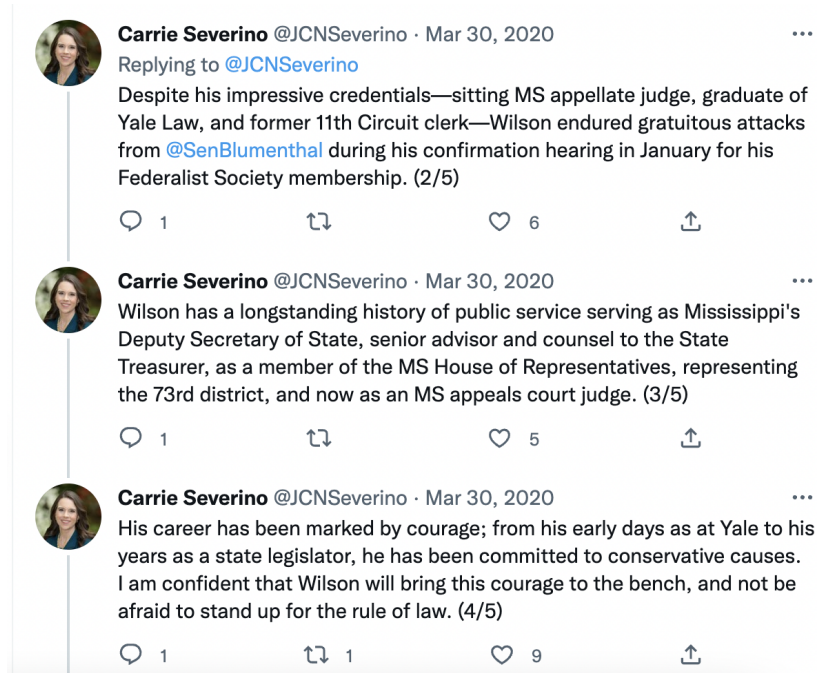 Carrie Severino @JCNSeverino · Mar 30, 2020
Replying to @JCNSeverino
Despite his impressive credentials—sitting MS appellate judge, graduate of
Yale Law, and former 11th Circuit clerk—Wilson endured gratuitous attacks
from @SenBlumenthal during his confirmation hearing in January for his
Federalist Society membership. (2/5)
1 6
Carrie Severino @JCNSeverino · Mar 30, 2020
Wilson has a longstanding history of public service serving as Mississippi's
Deputy Secretary of State, senior advisor and counsel to the State
Treasurer, as a member of the MS House of Representatives, representing
the 73rd district, and now as an MS appeals court judge. (3/5)
1 5
Carrie Severino @JCNSeverino · Mar 30, 2020
His career has been marked by courage; from his early days as at Yale to his
years as a state legislator, he has been committed to conservative causes.
I am confident that Wilson will bring this courage to the bench, and not be
afraid to stand up for the rule of law. (4/5)
1 1 9